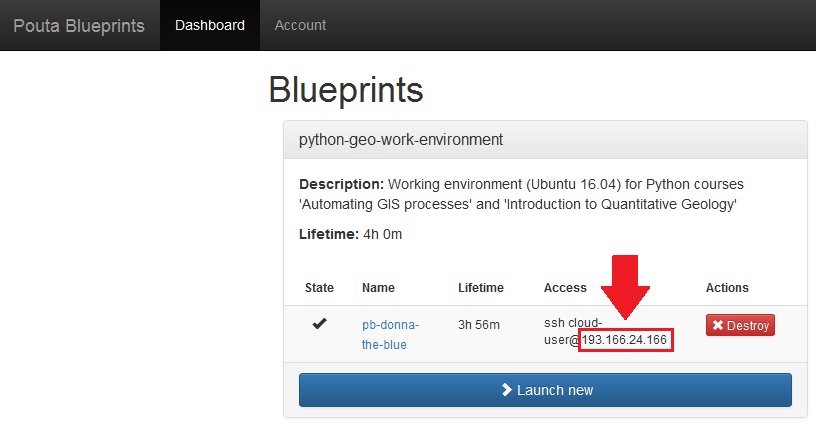 Pouta Blueprints Dashboard Account
Blueprints
python-geo-work-environment
Description: Working environment (Ubuntu 16.04) for Python courses
'Automating GIS processes' and 'Introduction to Quantitative Geology'
Lifetime: 4h 0m
State Name Lifetime Access Actions
pb-donna-
the-blue
3h 56m
ssh cloud-
user@193.166.24.166
Destroy
Launch new